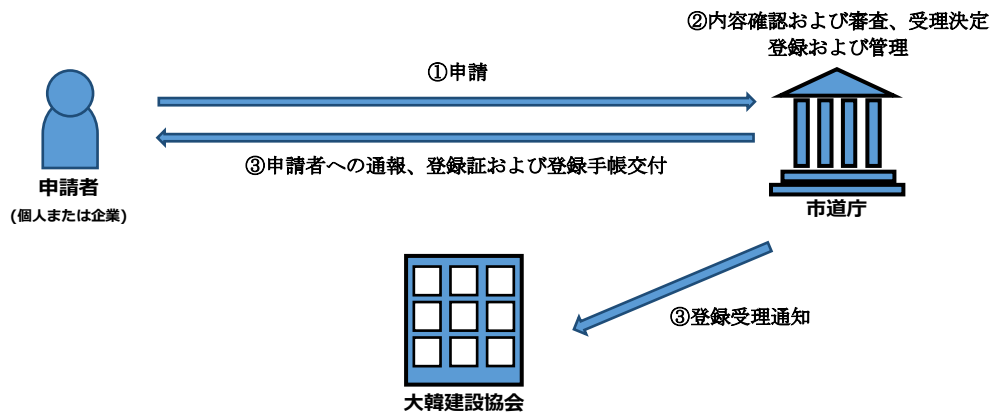 ②内容確認および審査、受理決定
登録および管理
①申請
③申請者への通報、登録証および登録手帳交付
申請者
(個人または企業)
市道庁
③登録受理通知
大韓建設協会